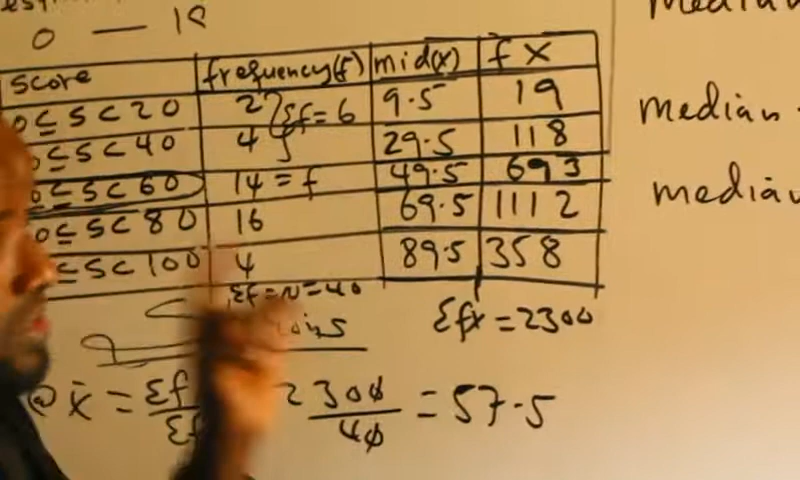 0 — 19
score frequency(f) mid(x) fx
≤ S < 20 2 Σf = 6 9.5 19
≤ S < 40 4 29.5 118
≤ S < 60 14 = f 49.5 693
≤ S < 80 16 69.5 1112
≤ S < 100 4 89.5 358
Σf = N = 40
Σfx = 2300
x̄ = Σf / Σf 2300 / 40 = 57.5
median
median